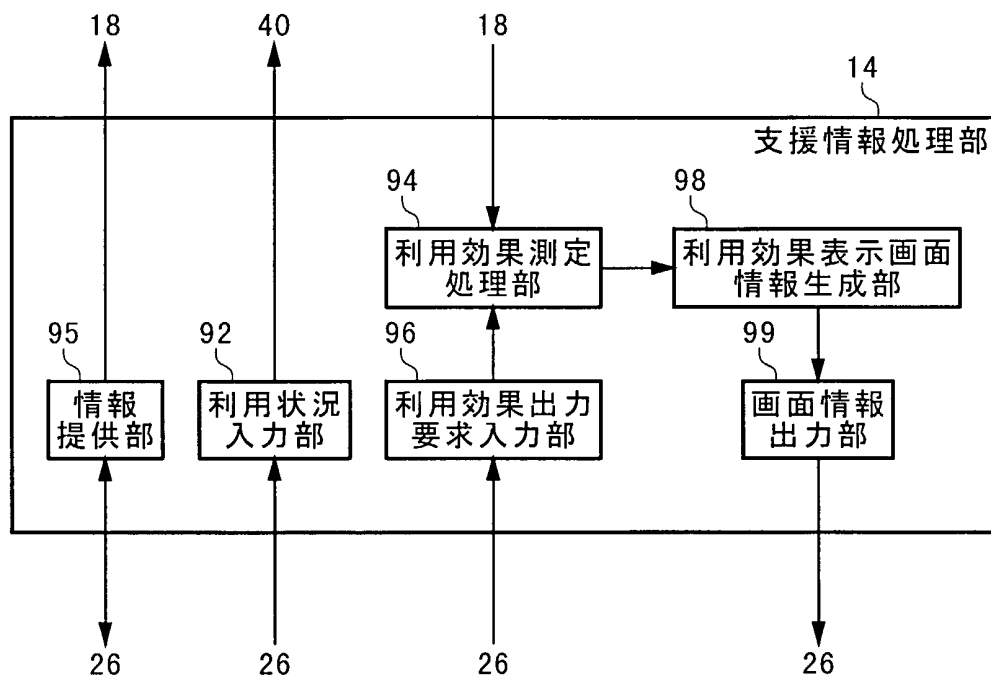 18
40
18
14
支援情報処理部
94
利用効果測定
処理部
98
利用効果表示画面
情報生成部
95
情報
提供部
92
利用状況
入力部
96
利用効果出力
要求入力部
99
画面情報
出力部
26
26
26
26